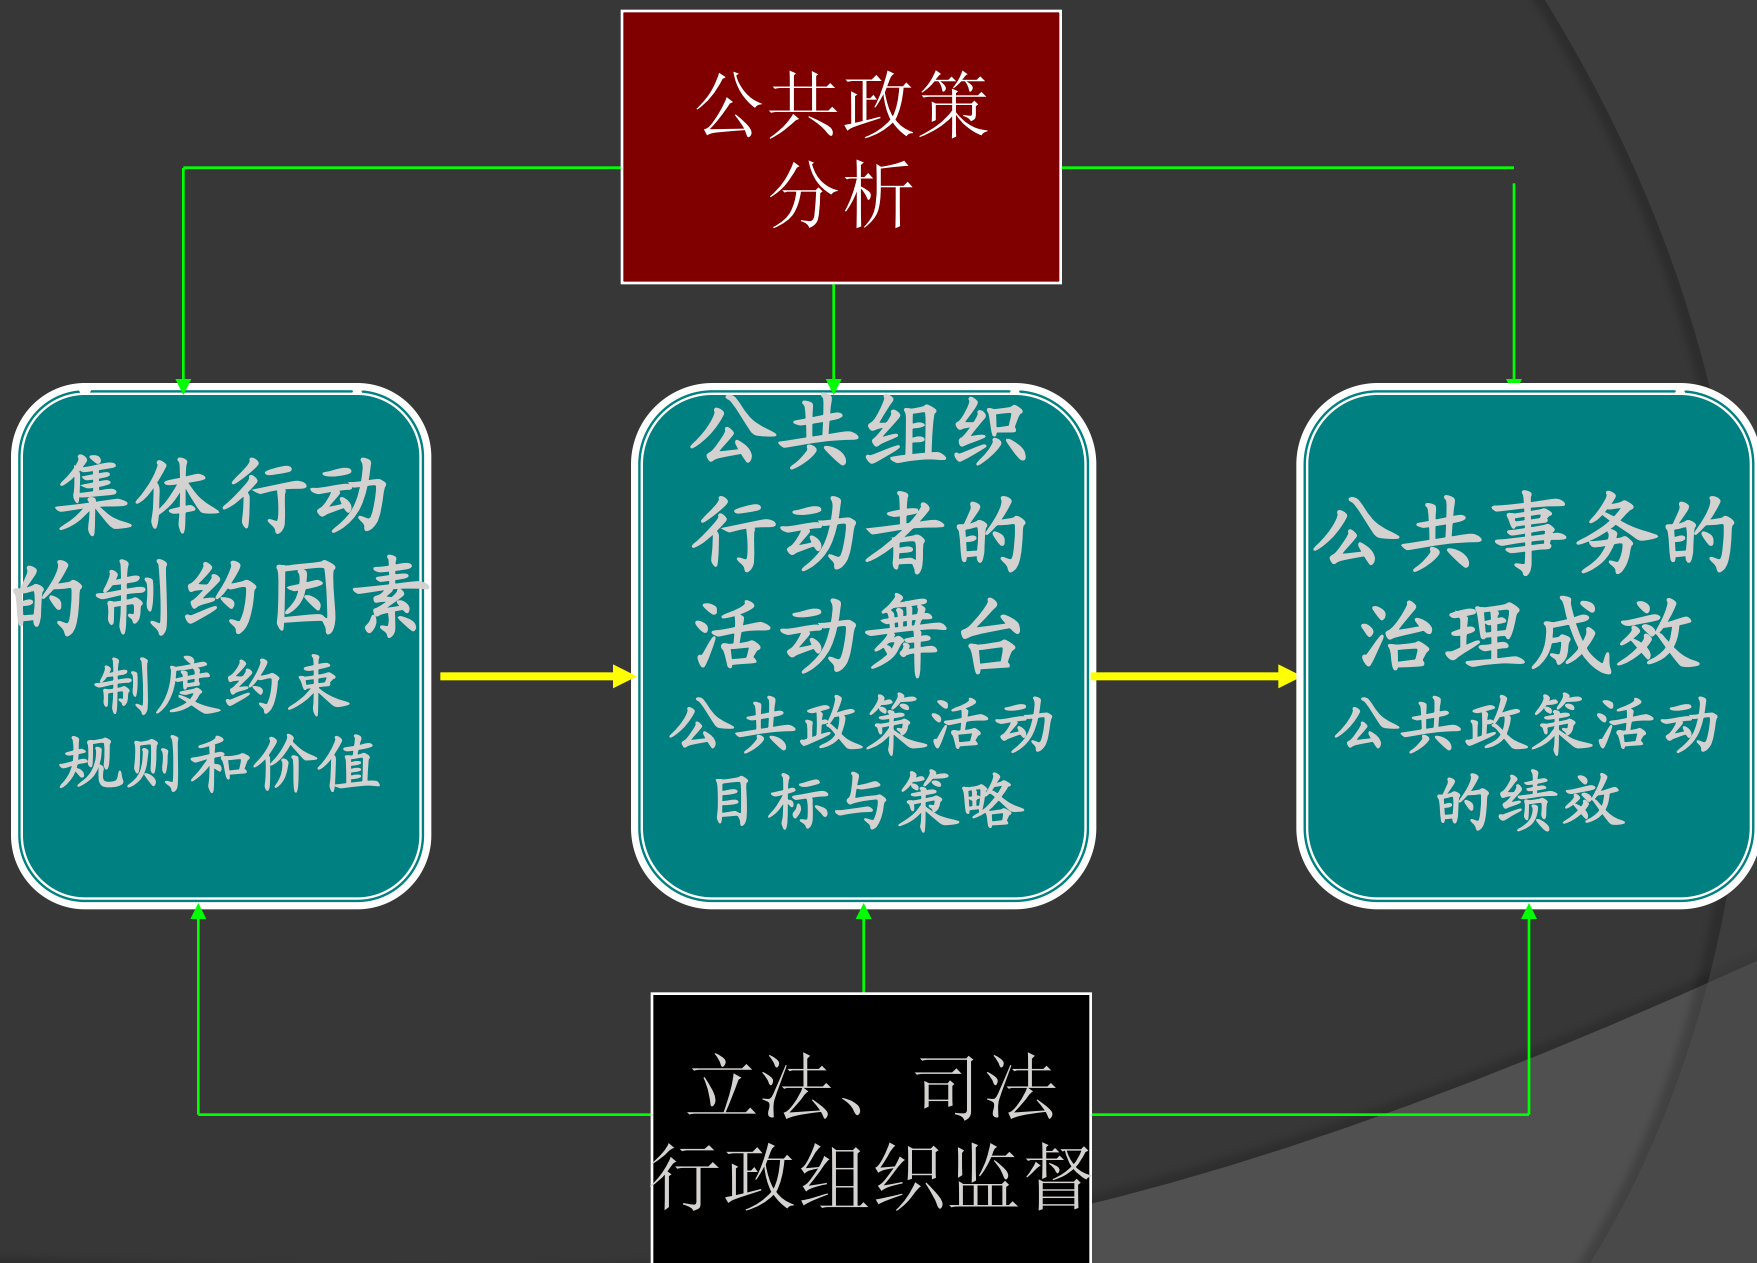 公共政策
分析
集体行动
的制约因素
制度约束
规则和价值
公共组织
行动者的
活动舞台
公共政策活动
目标与策略
公共事务的
治理成效
公共政策活动
的绩效
立法、司法
行政组织监督